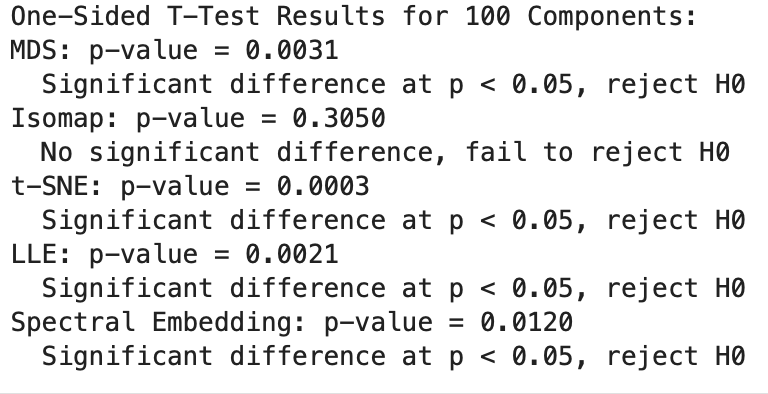 One-Sided T-Test Results for 100 Components:
MDS: p-value = 0.0031
  Significant difference at p < 0.05, reject H0
Isomap: p-value = 0.3050
  No significant difference, fail to reject H0
t-SNE: p-value = 0.0003
  Significant difference at p < 0.05, reject H0
LLE: p-value = 0.0021
  Significant difference at p < 0.05, reject H0
Spectral Embedding: p-value = 0.0120
  Significant difference at p < 0.05, reject H0